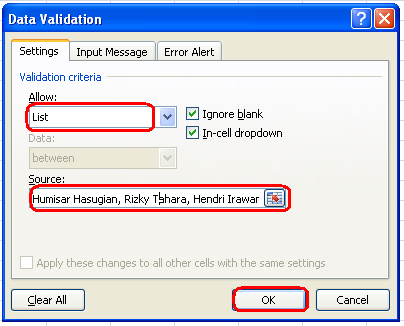 Data Validation
Settings
Input Message
Error Alert
Validation criteria
Allow:
List
Ignore blank
Data:
In-cell dropdown
between
Source:
Humisar Hasugian, Rizky Tahara, Hendri Irawar
Apply these changes to all other cells with the same settings
Clear All
OK
Cancel